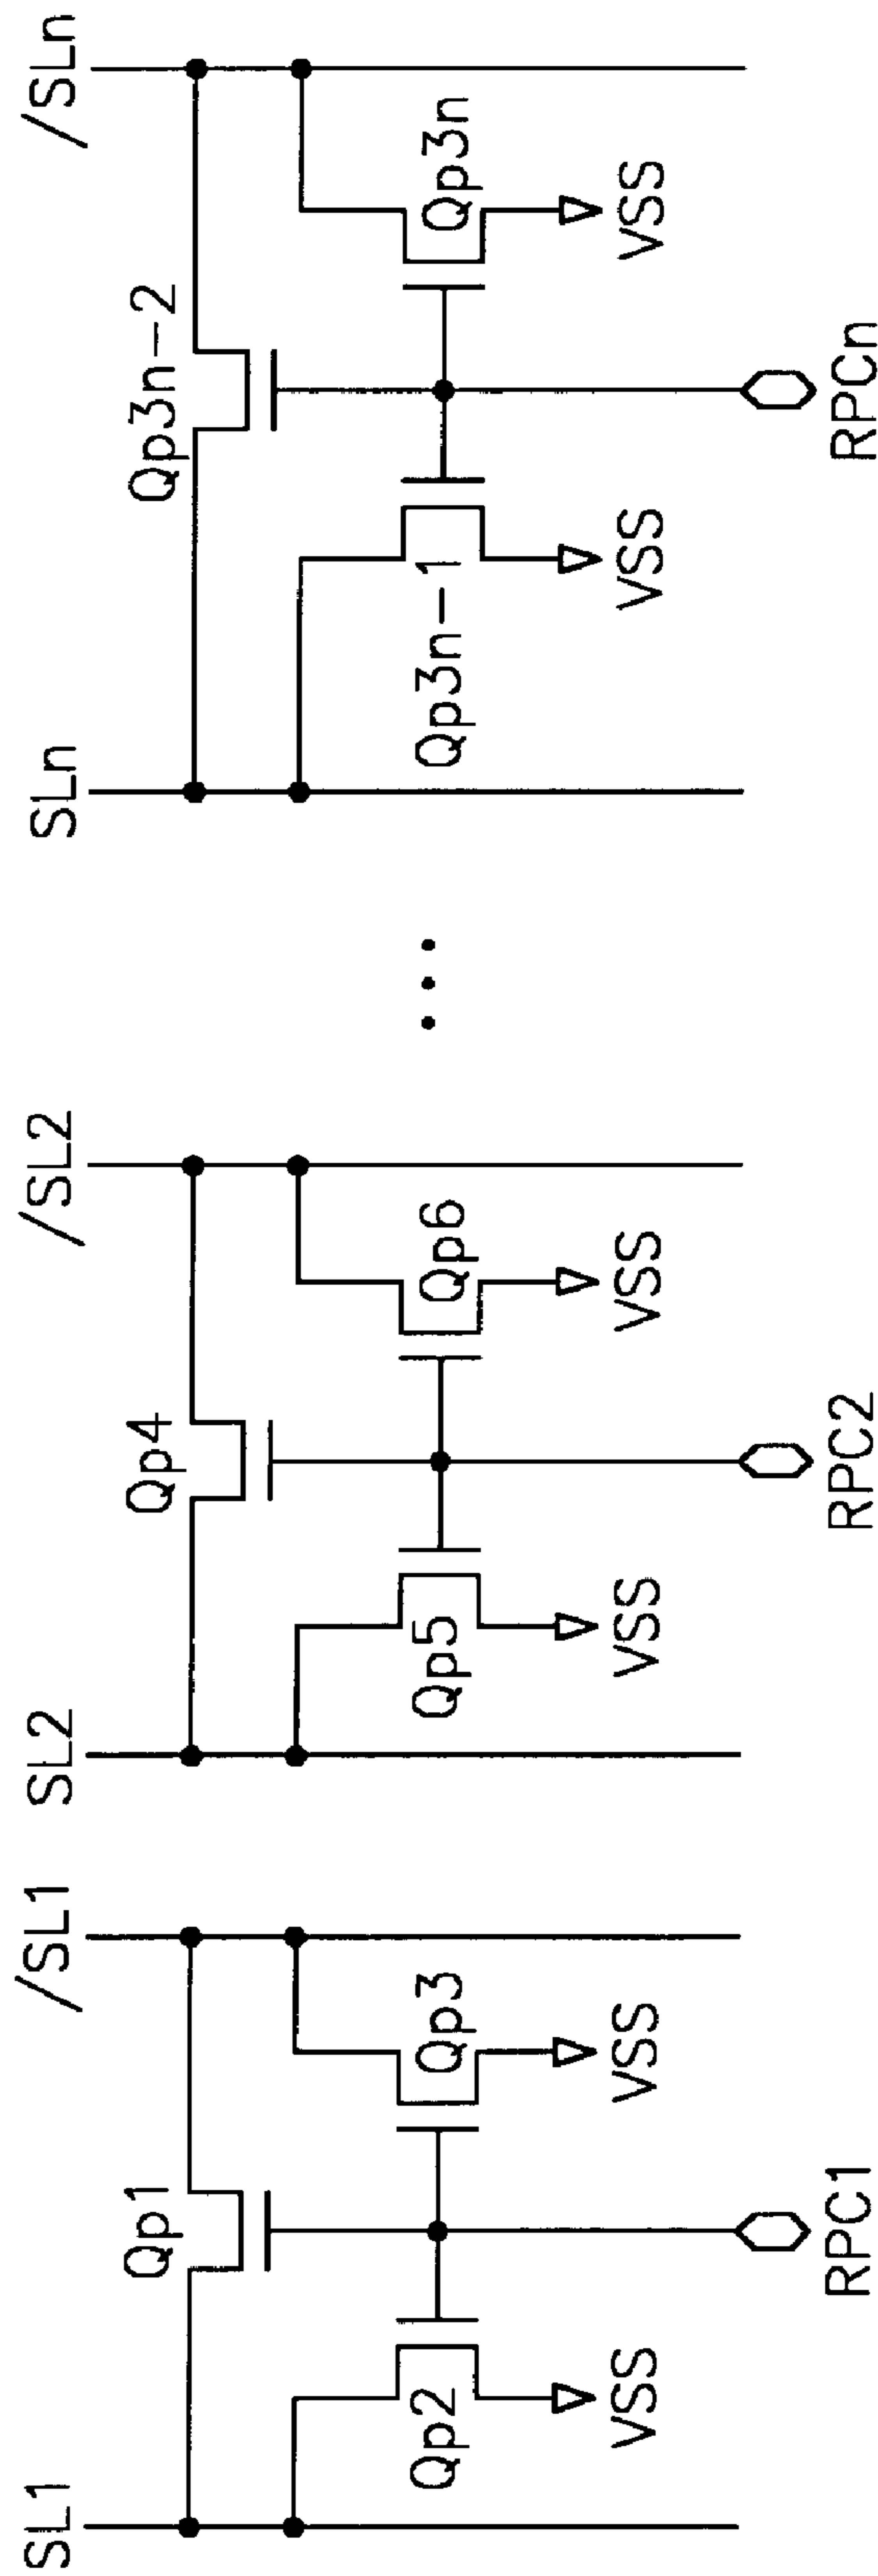 SL1 /SL1 SL2 /SL2 SLn /SLn
Qp1 Qp4 Qp3n-2
Qp2 Qp3 Qp5 Qp6 Qp3n-1 Qp3n
VSS VSS VSS VSS VSS VSS
RPC1 RPC2 RPCn